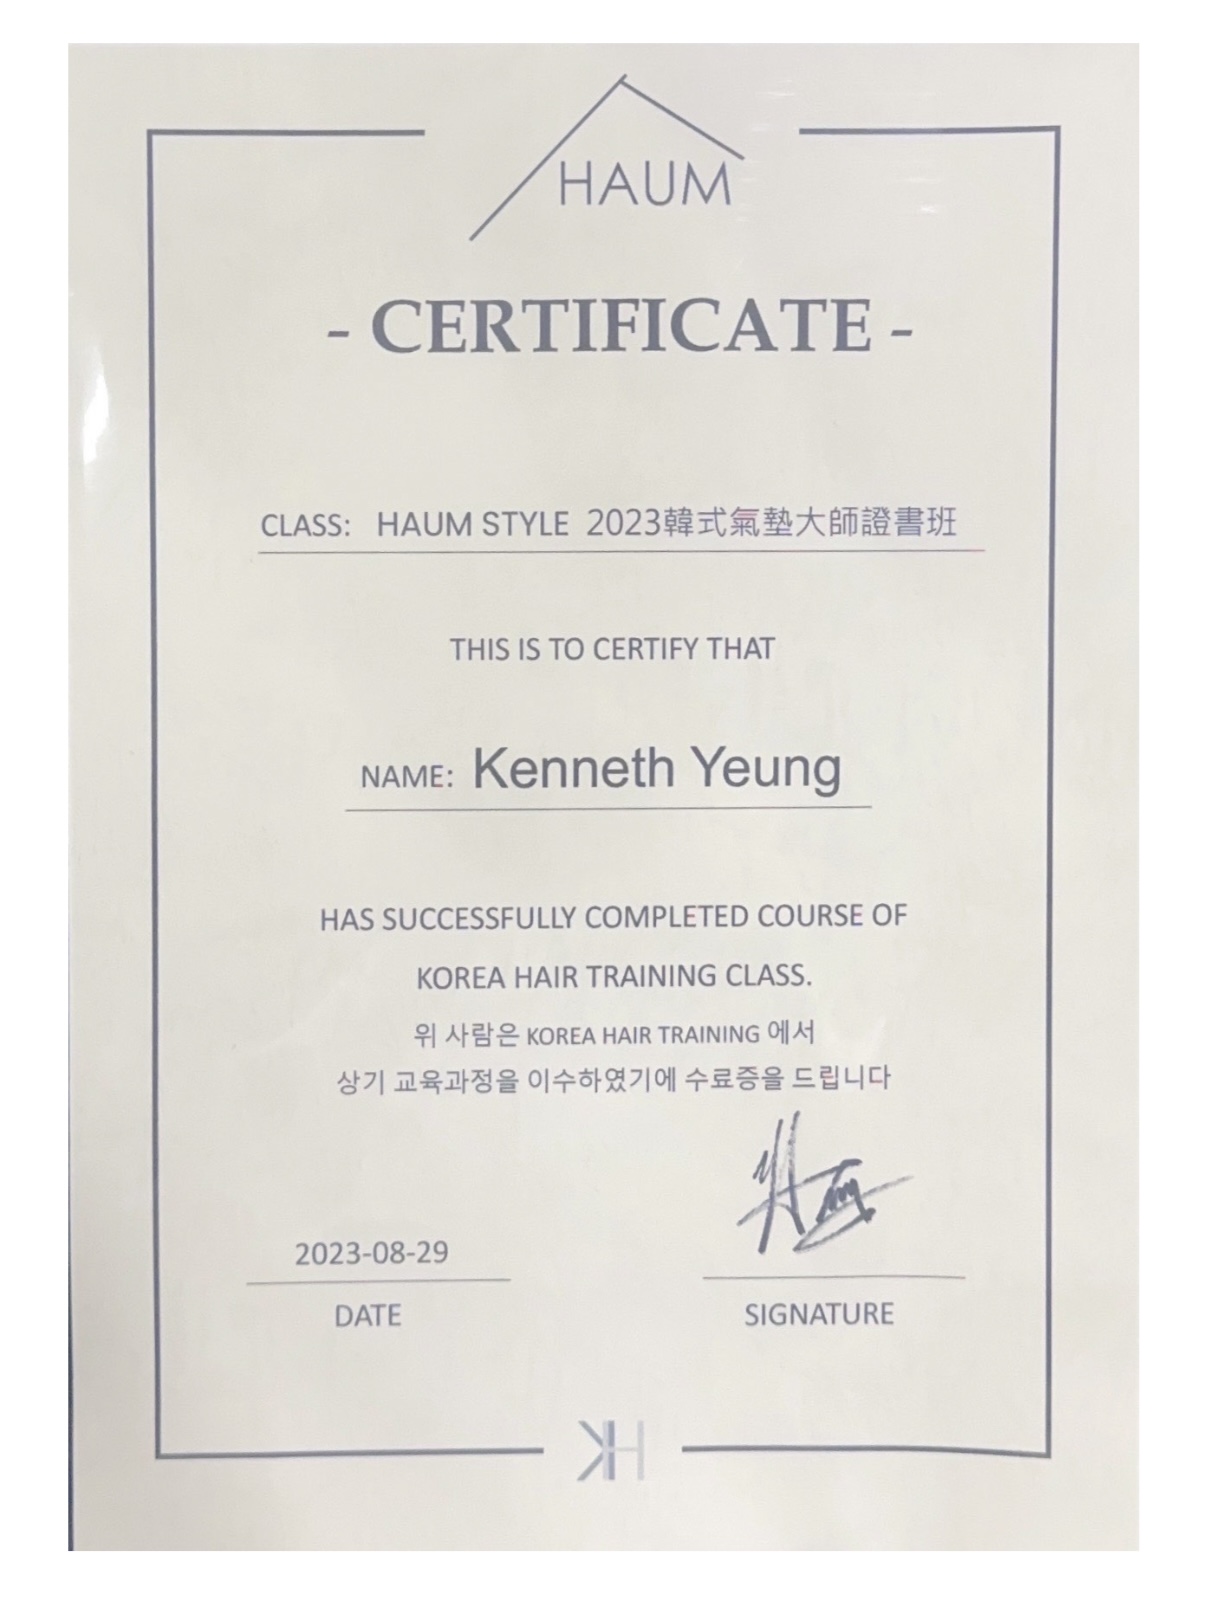 HAUM
- CERTIFICATE -
CLASS: HAUM STYLE 2023韓式氣墊大師證書班
THIS IS TO CERTIFY THAT
NAME: Kenneth Yeung
HAS SUCCESSFULLY COMPLETED COURSE OF
KOREA HAIR TRAINING CLASS.
위 사람은 KOREA HAIR TRAINING 에서
상기 교육과정을 이수하였기에 수료증을 드립니다
2023-08-29
DATE
SIGNATURE